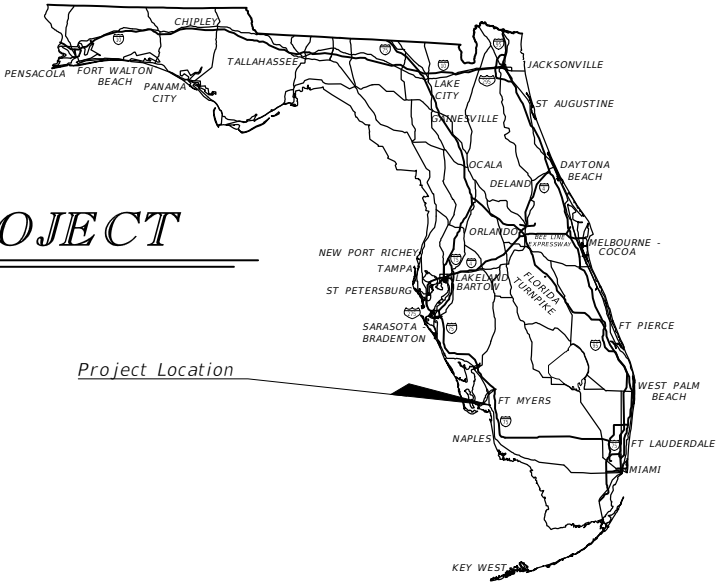 CHIPLEY
PENSACOLA
FORT WALTON
BEACH
PANAMA
CITY
TALLAHASSEE
JACKSONVILLE
LAKE
CITY
ST AUGUSTINE
GAINESVILLE
OCALA
DAYTONA
BEACH
DELAND
OJECT
ORLANDO
BEE LINE
EXPRESSWAY
MELBOURNE -
COCOA
NEW PORT RICHEY
TAMPA
LAKELAND
BARTOW
FLORIDA
TURNPIKE
ST PETERSBURG
SARASOTA -
BRADENTON
FT PIERCE
Project Location
WEST PALM
BEACH
FT MYERS
NAPLES
FT LAUDERDALE
MIAMI
KEY WEST